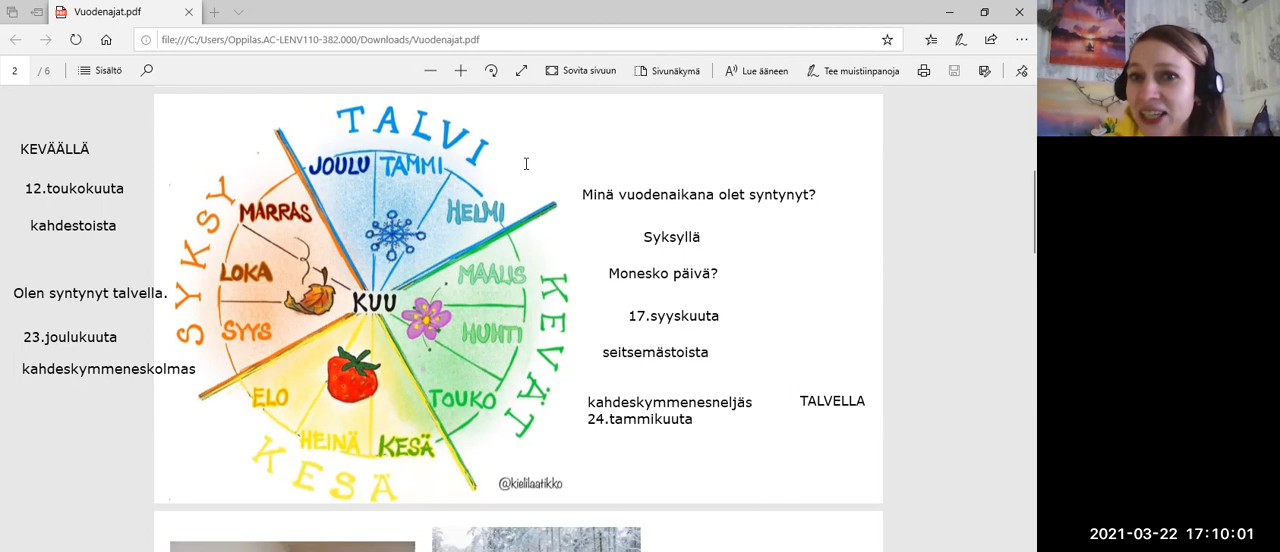 Vuodenajat.pdf
file:///C:/Users/Oppilas.AC-LENV110-382.000/Downloads/Vuodenajat.pdf
2 / 6
Sisältö
Sovita sivuun
Sivunäkymä
Lue ääneen
Tee muistiinpanoja
KEVÄÄLLÄ
12.toukokuuta
kahdestoista
Olen syntynyt talvella.
23.joulukuuta
kahdeskymmeneskolmas
TALVI
JOULU
TAMMI
HELMI
SYKSY
MARRAS
LOKA
SYYS
KUU
KEVÄT
MAALIS
HUHTI
TOUKO
KESÄ
ELO
HEINÄ
KESÄ
@kielilaatikko
Minä vuodenaikana olet syntynyt?
Syksyllä
Monesko päivä?
17.syyskuuta
seitsemästoista
kahdeskymmenesneljäs
24.tammikuuta
TALVELLA
2021-03-22 17:10:01